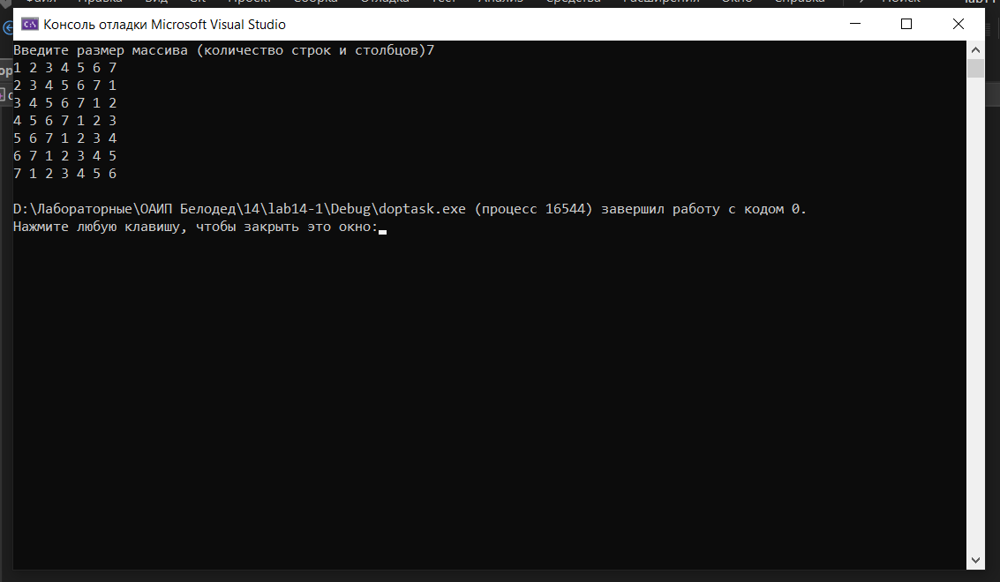 Консоль отладки Microsoft Visual Studio
Введите размер массива (количество строк и столбцов)7
1 2 3 4 5 6 7
2 3 4 5 6 7 1
3 4 5 6 7 1 2
4 5 6 7 1 2 3
5 6 7 1 2 3 4
6 7 1 2 3 4 5
7 1 2 3 4 5 6
D:\Лабораторные\ОАИП Белодед\14\lab14-1\Debug\doptask.exe (процесс 16544) завершил работу с кодом 0.
Нажмите любую клавишу, чтобы закрыть это окно: